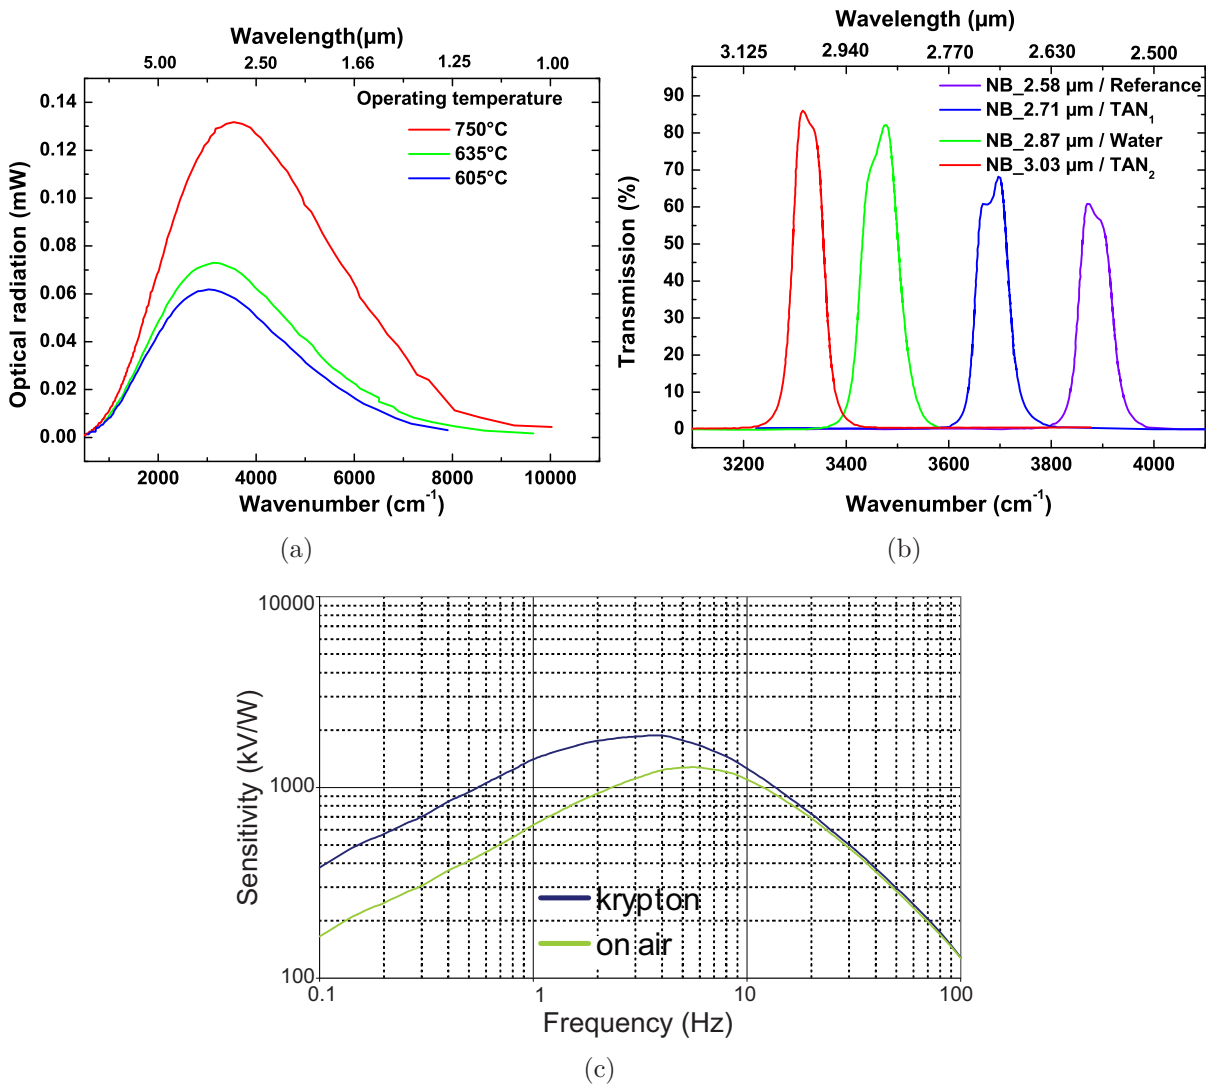 Wavelength(µm)
5.00 2.50 1.66 1.25 1.00
Operating temperature
750°C
635°C
605°C
0.14
0.12
0.10
0.08
0.06
0.04
0.02
0.00
Optical radiation (mW)
2000 4000 6000 8000 10000
Wavenumber (cm-1)
(a)
Wavelength (µm)
3.125 2.940 2.770 2.630 2.500
NB_2.58 µm / Referance
NB_2.71 µm / TAN1
NB_2.87 µm / Water
NB_3.03 µm / TAN2
90
80
70
60
50
40
30
20
10
0
Transmission (%)
3200 3400 3600 3800 4000
Wavenumber (cm-1)
(b)
10000
1000
100
Sensitivity (kV/W)
krypton
on air
0.1 1 10 100
Frequency (Hz)
(c)